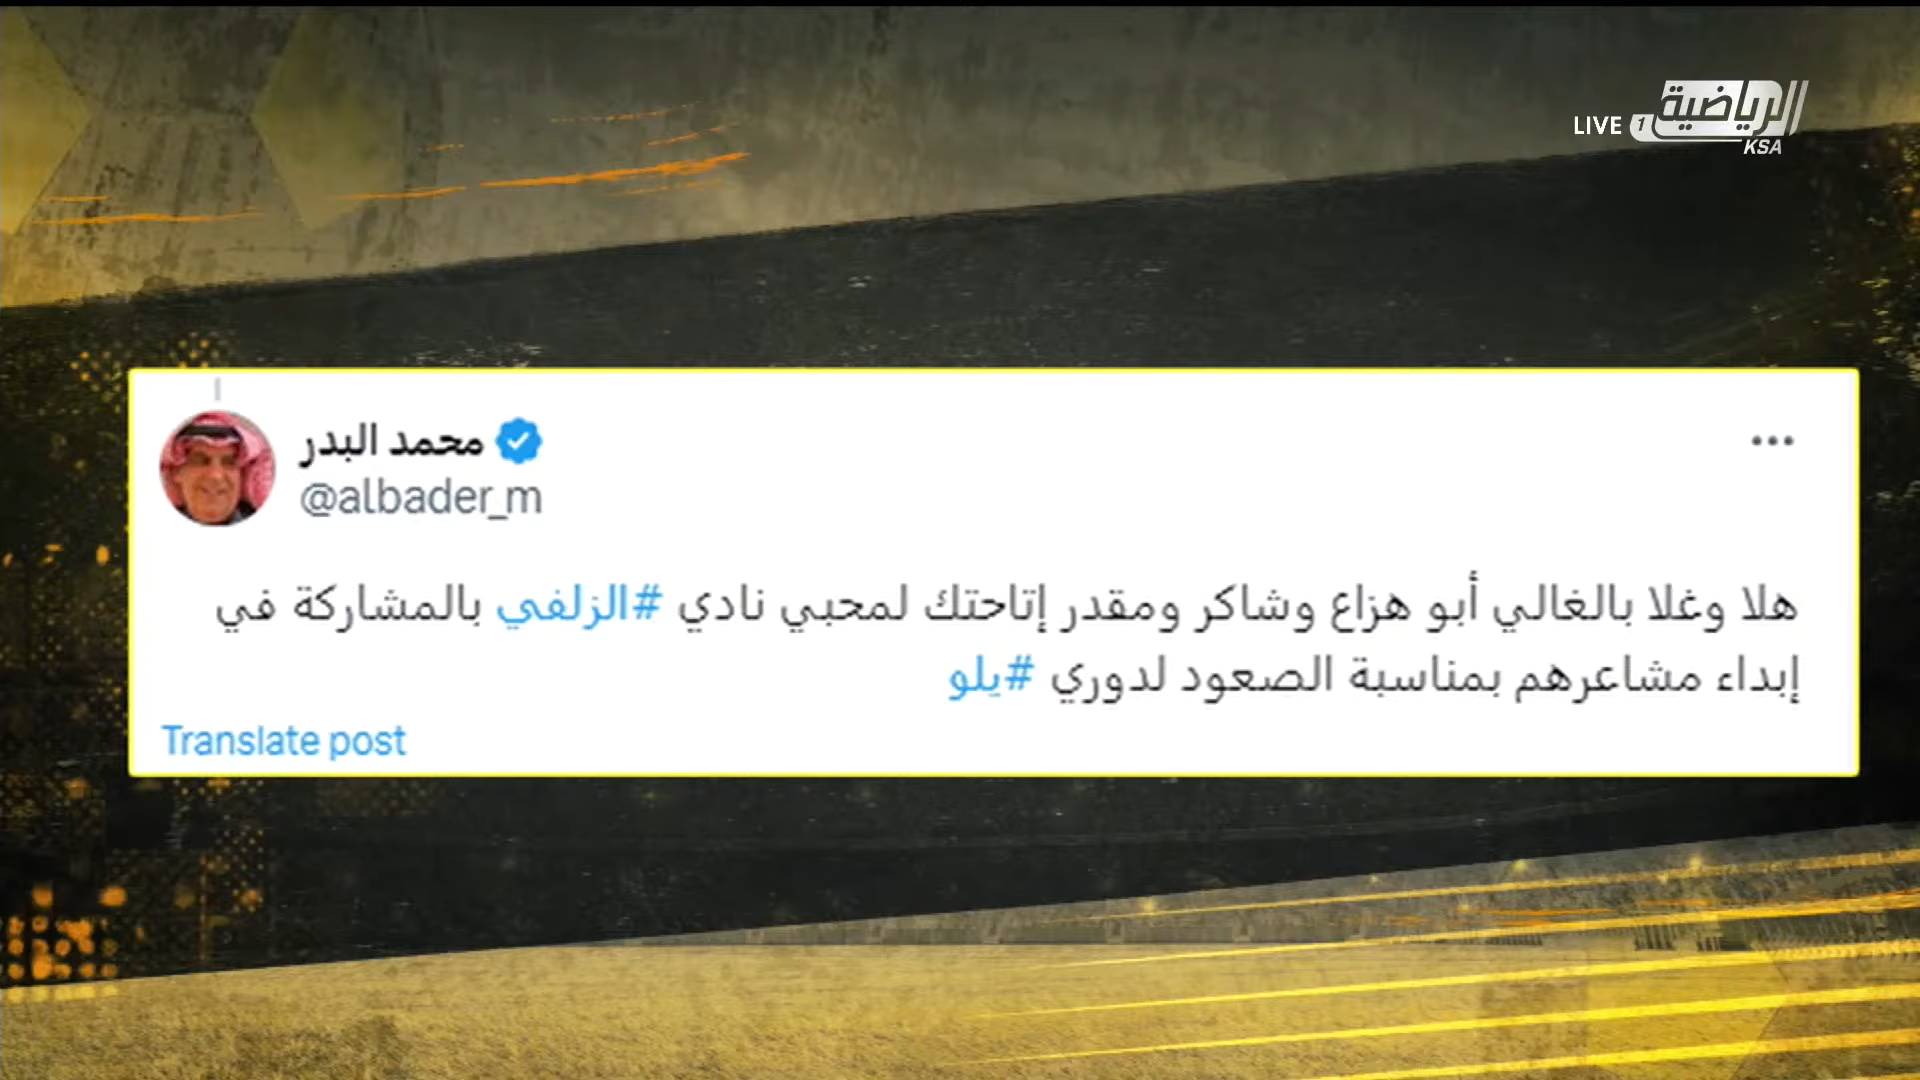 LIVE 1 الرياضية
KSA
محمد البدر
@albader_m
هلا وغلا بالغالي أبو هزاع وشاكر ومقدر إتاحتك لمحبي نادي #الزلفي بالمشاركة في
إبداء مشاعرهم بمناسبة الصعود لدوري #يلو
Translate post